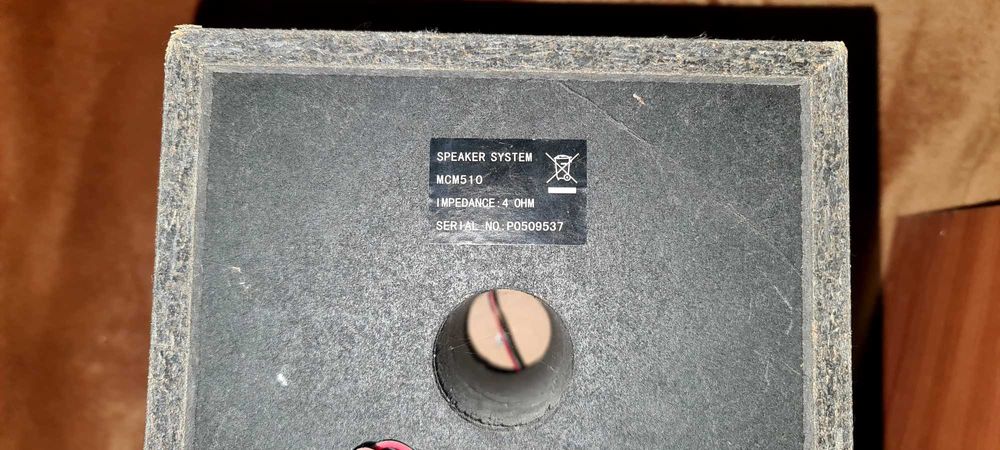 SPEAKER SYSTEM
MCM510
IMPEDANCE:4 OHM
SERIAL NO:P0509537